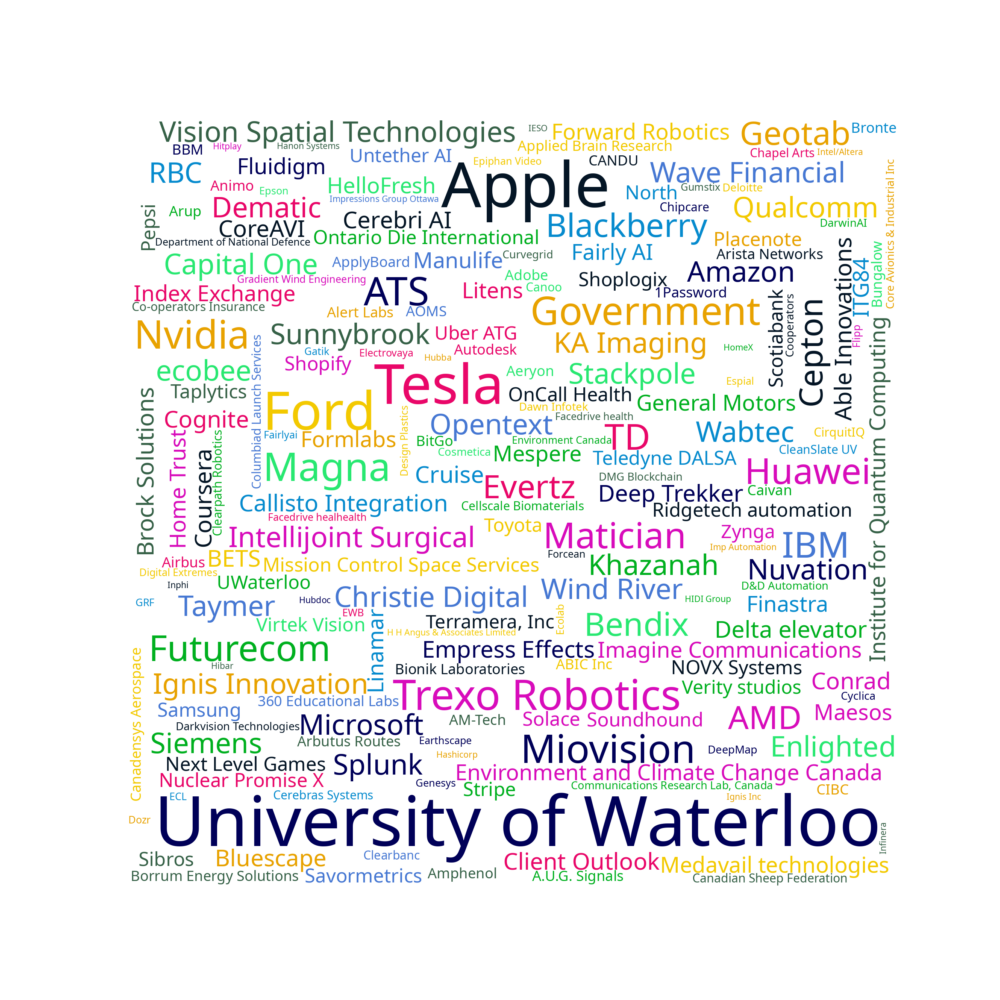 Vision Spatial Technologies
IESO
Forward Robotics
Geotab
Bronte
BBM
Hitplay
Hanon Systems
Untether AI
Applied Brain Research
Epiphan Video
CANDU
Chapel Arts
Intel/Altera
RBC
Fluidigm
Apple
Wave Financial
Animo
Epson
HelloFresh
Impressions Group Ottawa
North
Gumstix
Deloitte
Pepsi
Arup
Dematic
CoreAVI
Cerebri AI
Blackberry
Chipcare
Qualcomm
DarwinAI
Core Avionics & Industrial Inc
Department of National Defence
Ontario Die International
Fairly AI
Placenote
Arista Networks
Capital One
ApplyBoard
Manulife
Curvegrid
Gradient Wind Engineering
Adobe
Canoo
Shoplogix
Amazon
Able Innovations
ITG84
Bungalow
Index Exchange
Co-operators Insurance
ATS
Litens
1Password
Alert Labs
AOMS
Government
Scotiabank
Cooperators
Cepton
Flipp
Nvidia
Sunnybrook
Uber ATG
KA Imaging
HomeX
Gatik
Electrovaya
Hubba
Autodesk
ecobee
Columbiad Launch Services
Shopify
Tesla
Aeryon
Stackpole
Espial
Institute for Quantum Computing
Taplytics
OnCall Health
General Motors
Brock Solutions
Cognite
Ford
Design Plastics
Dawn Infotek
Facedrive health
Opentext
TD
Wabtec
CirquitIQ
Home Trust
Coursera
Clearpath Robotics
Fairlyai
Formlabs
BitGo
Environment Canada
Cosmetica
Mespere
Teledyne DALSA
CleanSlate UV
Magna
Cruise
Evertz
DMG Blockchain
Huawei
Callisto Integration
Cellscale Biomaterials
Deep Trekker
Caivan
Facedrive healhealth
Ridgetech automation
Intellijoint Surgical
Toyota
Matician
Zynga
Imp Automation
IBM
Airbus
BETS
Mission Control Space Services
Forcean
Khazanah
Nuvation
Digital Extremes
Inphi
UWaterloo
D&D Automation
GRF
Taymer
Hubdoc
Christie Digital
Wind River
HIDI Group
Finastra
EWB
Virtek Vision
Linamar
H H Angus & Associates Limited
Terramera, Inc
Ecolab
Bendix
Delta elevator
Futurecom
Hibar
Empress Effects
Imagine Communications
Canadensys Aerospace
Bionik Laboratories
ABIC Inc
NOVX Systems
Ignis Innovation
Trexo Robotics
Verity studios
Conrad
Cyclica
Samsung
360 Educational Labs
Darkvision Technologies
Microsoft
AM-Tech
Solace
Soundhound
AMD
Maesos
Siemens
Arbutus Routes
Earthscape
Hashicorp
Miovision
DeepMap
Enlighted
Next Level Games
Splunk
Nuclear Promise X
Genesys
Environment and Climate Change Canada
Stripe
Communications Research Lab, Canada
CIBC
ECL
Cerebras Systems
Ignis Inc
Dozr
University of Waterloo
Infinera
Sibros
Bluescape
Clearbanc
Client Outlook
Medavail technologies
Borrum Energy Solutions
Savormetrics
Amphenol
A.U.G. Signals
Canadian Sheep Federation